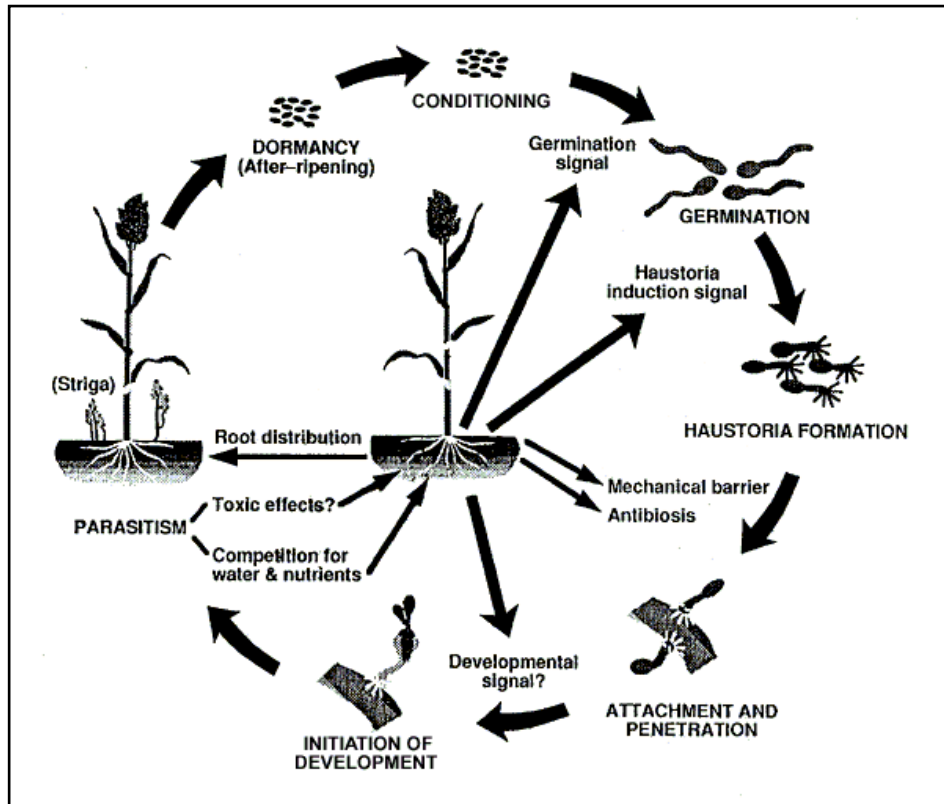 CONDITIONING
DORMANCY
(After-ripening)
Germination
signal
GERMINATION
Haustoria
induction signal
(Striga)
HAUSTORIA FORMATION
Root distribution
Mechanical barrier
Antibiosis
Toxic effects?
PARASITISM
Competition for
water & nutrients
Developmental
signal?
ATTACHMENT AND
PENETRATION
INITIATION OF
DEVELOPMENT